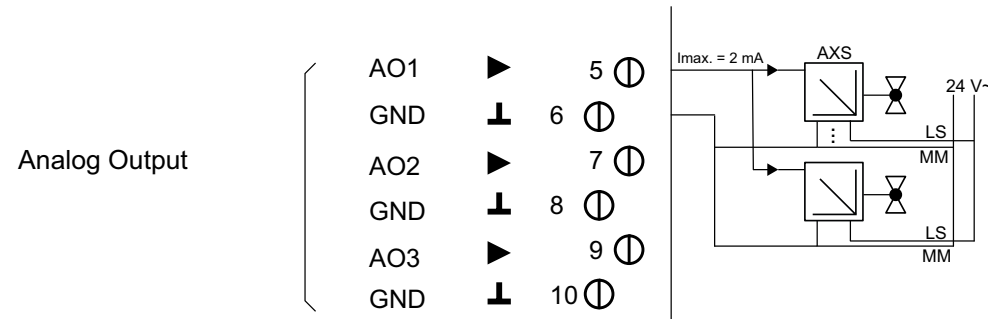 Analog Output
AO1 5
GND 6
AO2 7
GND 8
AO3 9
GND 10
Imax. = 2 mA
AXS
24 V~
LS
MM
LS
MM